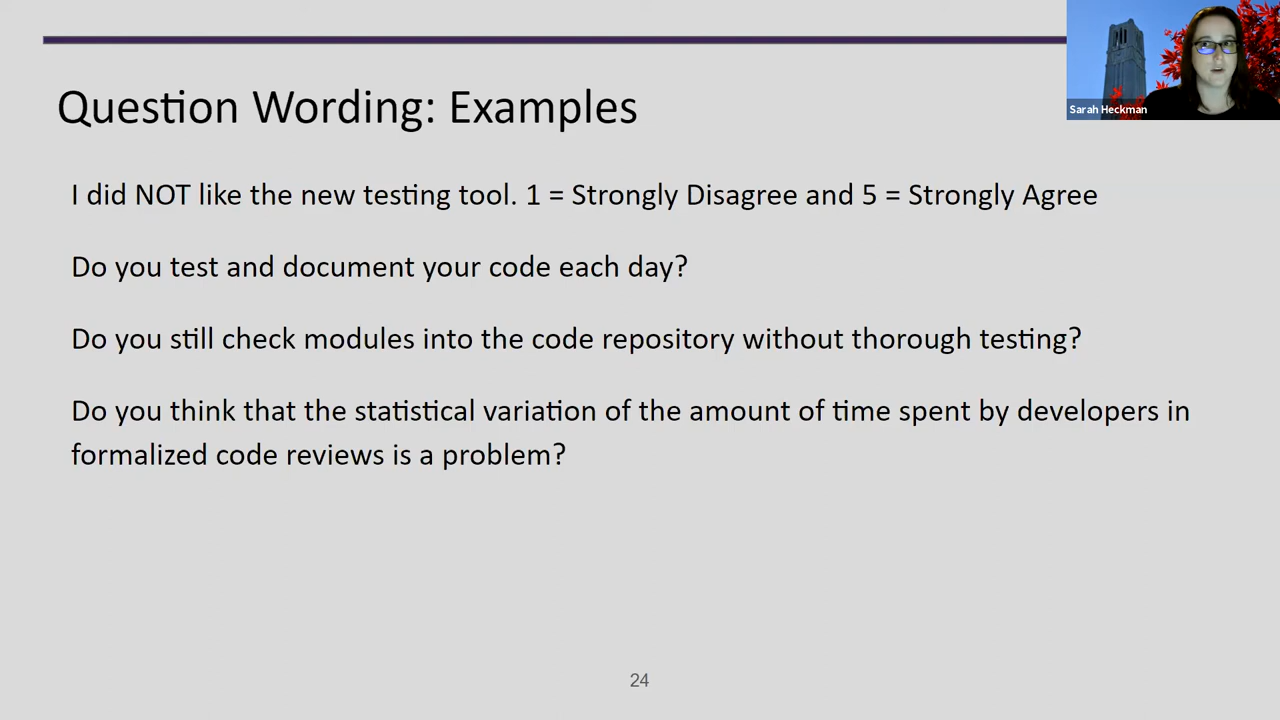 Sarah Heckman
Question Wording: Examples
I did NOT like the new testing tool. 1 = Strongly Disagree and 5 = Strongly Agree
Do you test and document your code each day?
Do you still check modules into the code repository without thorough testing?
Do you think that the statistical variation of the amount of time spent by developers in
formalized code reviews is a problem?
24